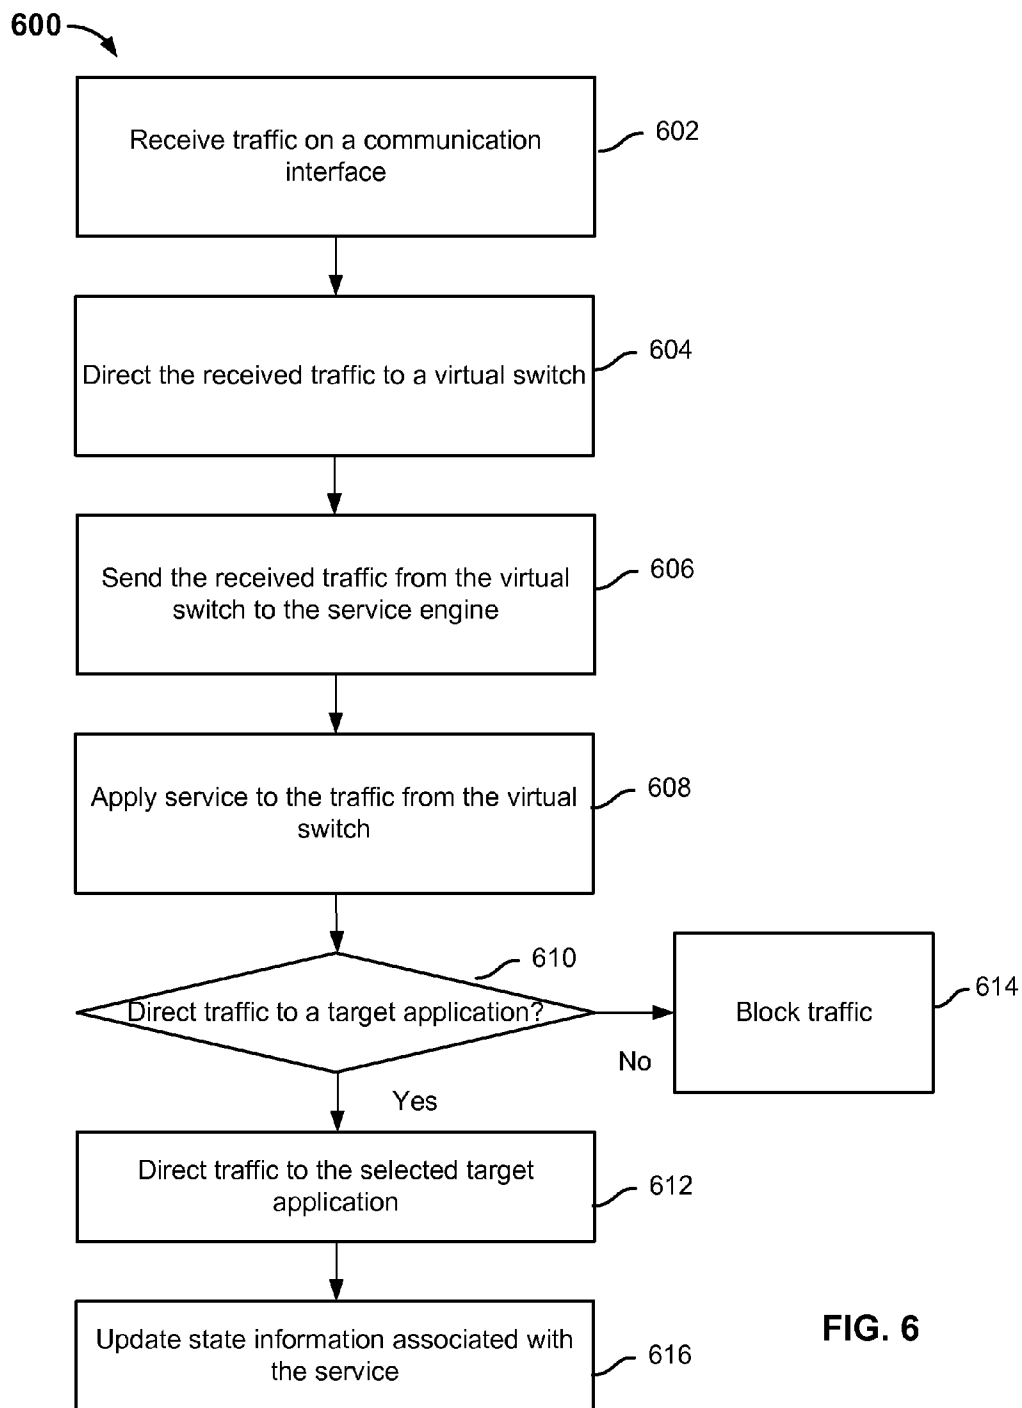 600
Receive traffic on a communication
interface
602
Direct the received traffic to a virtual switch
604
Send the received traffic from the virtual
switch to the service engine
606
Apply service to the traffic from the virtual
switch
608
610
Direct traffic to a target application?
Block traffic
614
No
Yes
Direct traffic to the selected target
application
612
Update state information associated with
the service
616
FIG. 6